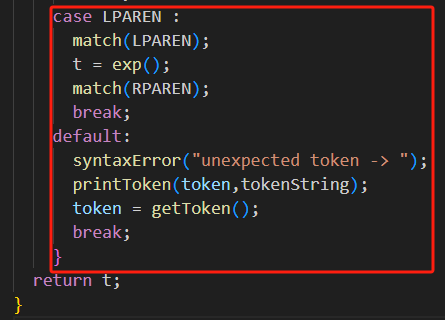 case LPAREN :
match(LPAREN);
t = exp();
match(RPAREN);
break;
default:
syntaxError("unexpected token -> ");
printToken(token,tokenString);
token = getToken();
break;
}
return t;
}